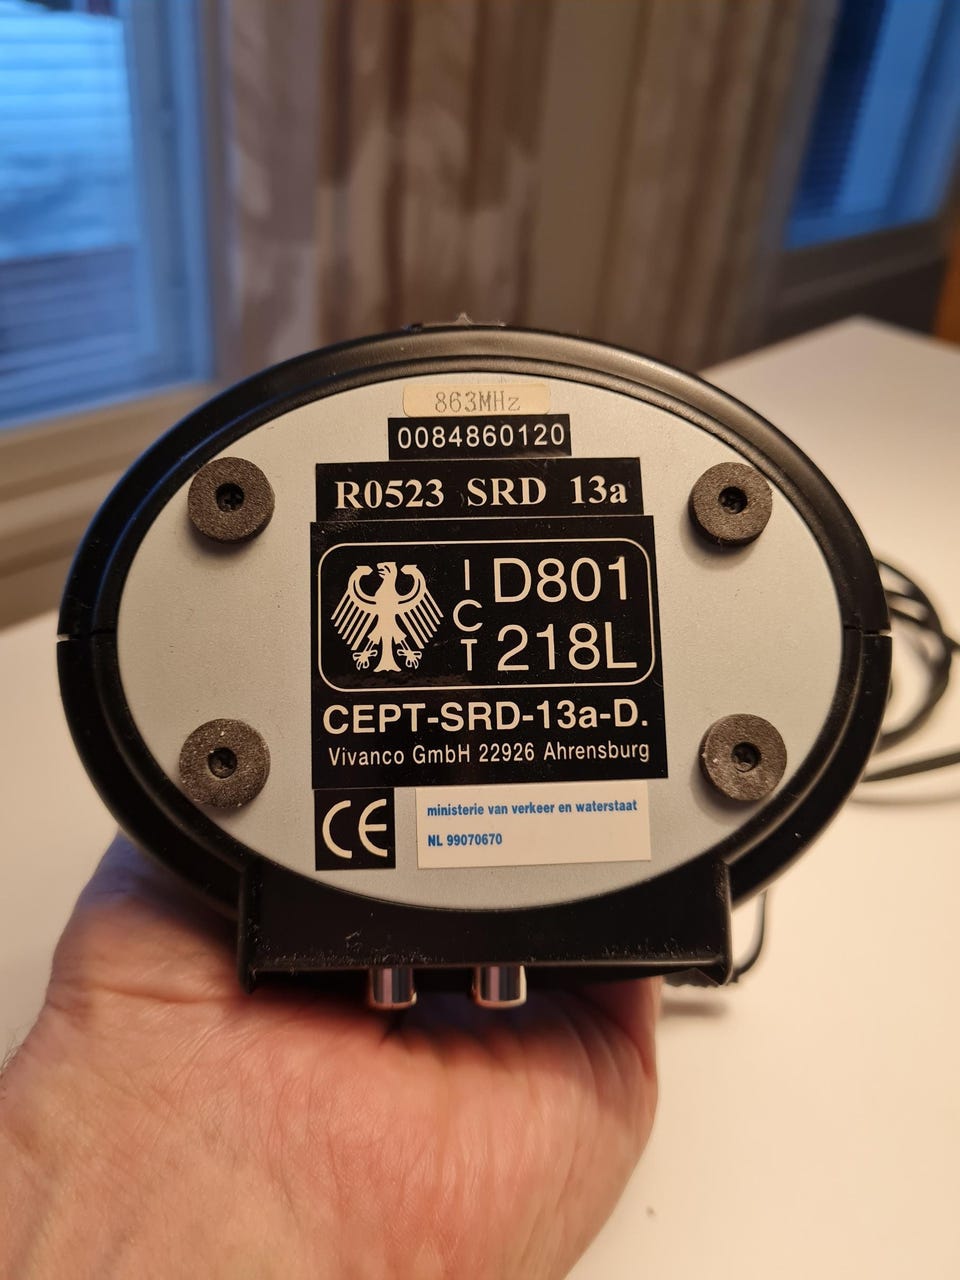 863MHz
0084860120
R0523 SRD 13a
ICT D801
218L
CEPT-SRD-13a-D.
Vivanco GmbH 22926 Ahrensburg
CE
ministerie van verkeer en waterstaat
NL 99070670